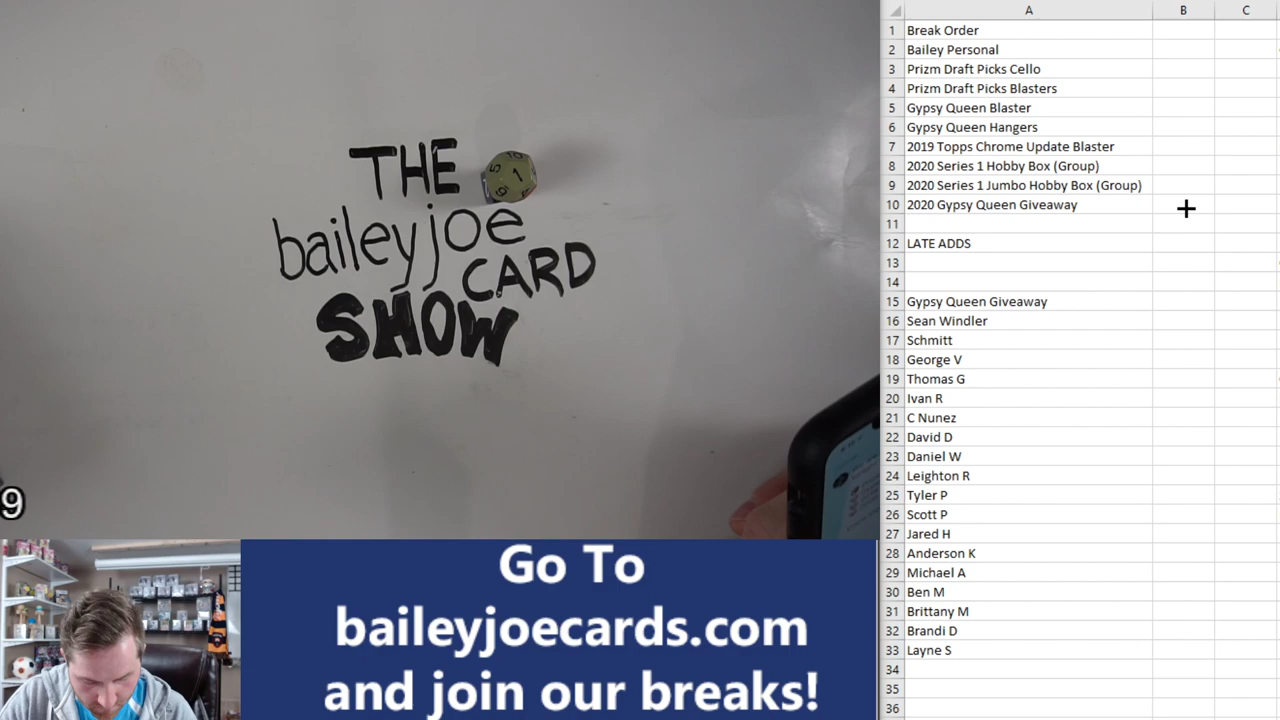 THE
baileyjoe
CARD
SHOW
10
5
1
9
Go To
baileyjoecards.com
and join our breaks!
A B C
1 Break Order
2 Bailey Personal
3 Prizm Draft Picks Cello
4 Prizm Draft Picks Blasters
5 Gypsy Queen Blaster
6 Gypsy Queen Hangers
7 2019 Topps Chrome Update Blaster
8 2020 Series 1 Hobby Box (Group)
9 2020 Series 1 Jumbo Hobby Box (Group)
10 2020 Gypsy Queen Giveaway
11
12 LATE ADDS
13
14
15 Gypsy Queen Giveaway
16 Sean Windler
17 Schmitt
18 George V
19 Thomas G
20 Ivan R
21 C Nunez
22 David D
23 Daniel W
24 Leighton R
25 Tyler P
26 Scott P
27 Jared H
28 Anderson K
29 Michael A
30 Ben M
31 Brittany M
32 Brandi D
33 Layne S
34
35
36